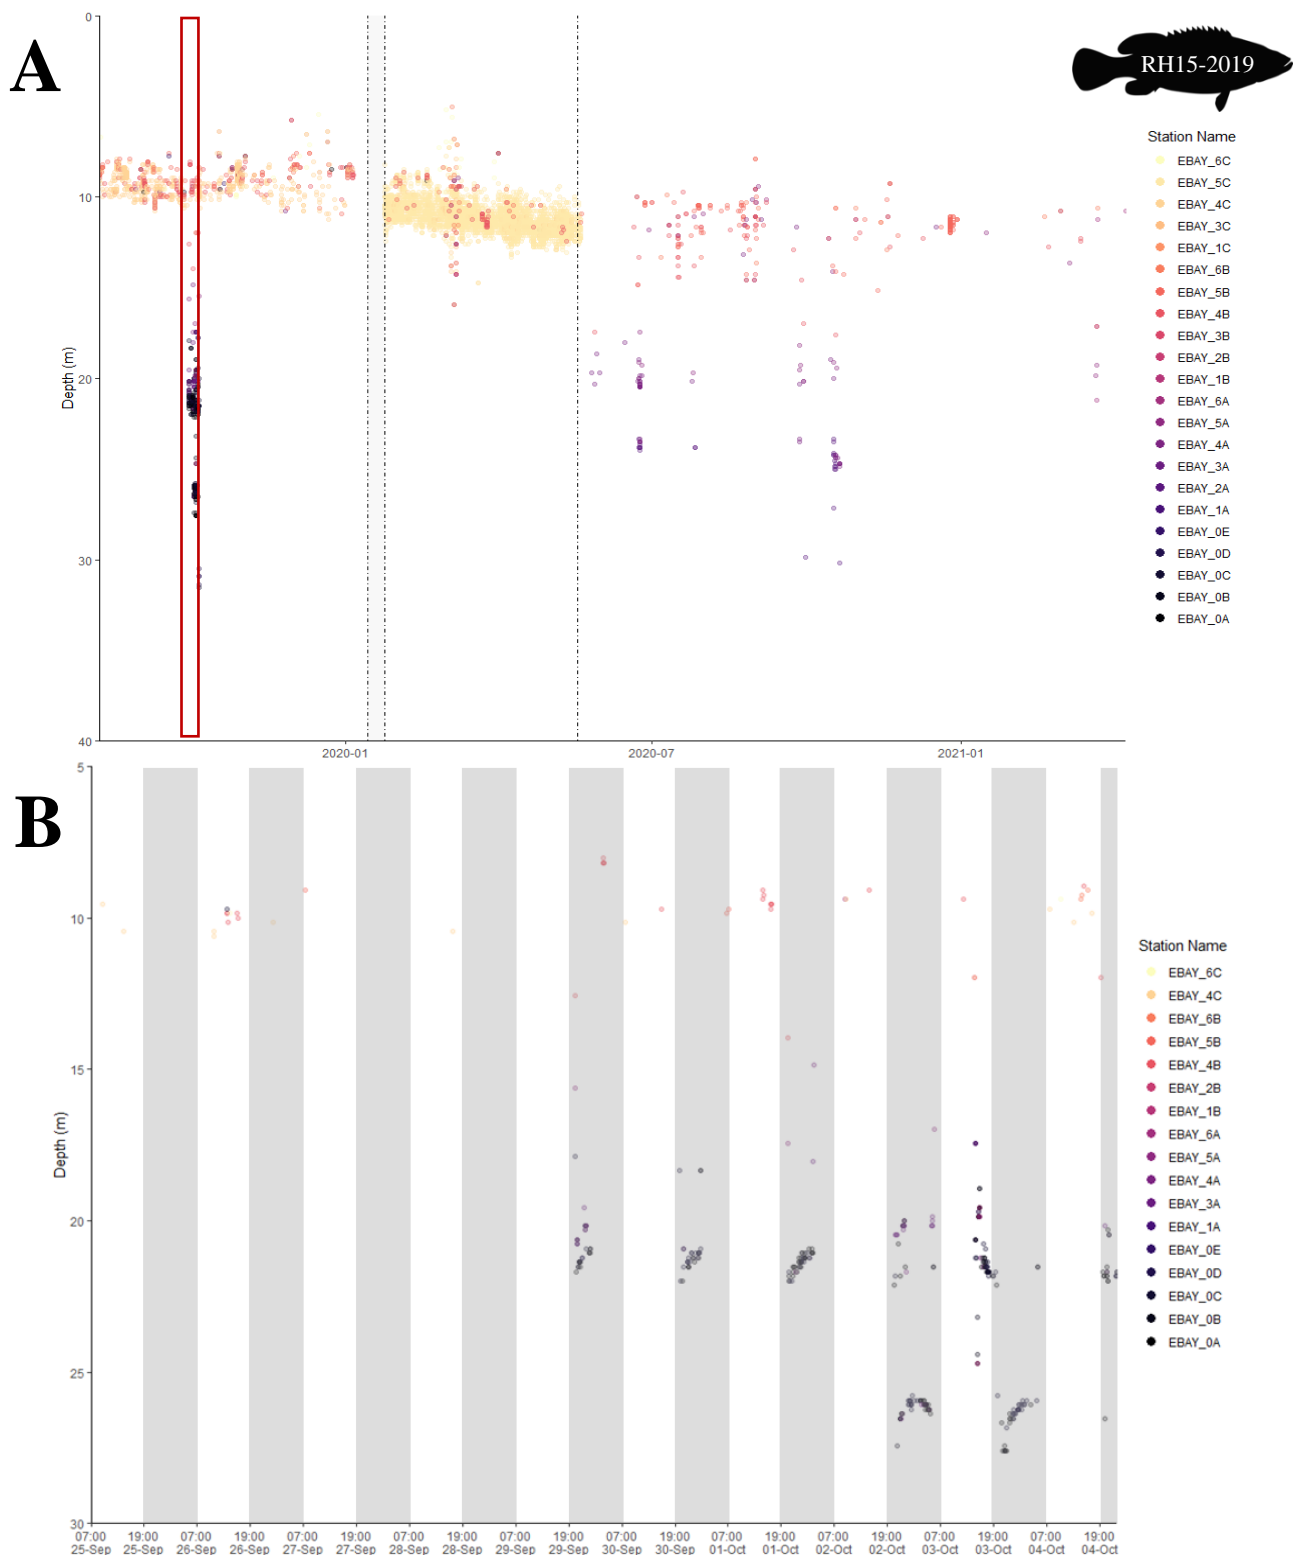 A
RH15-2019
0
10
20
30
40
Depth (m)
2020-01
2020-07
2021-01
Station Name
EBAY_6C
EBAY_5C
EBAY_4C
EBAY_3C
EBAY_1C
EBAY_6B
EBAY_5B
EBAY_4B
EBAY_3B
EBAY_2B
EBAY_1B
EBAY_6A
EBAY_5A
EBAY_4A
EBAY_3A
EBAY_2A
EBAY_1A
EBAY_0E
EBAY_0D
EBAY_0C
EBAY_0B
EBAY_0A
B
5
10
15
20
25
30
Depth (m)
07:00 19:00 07:00 19:00 07:00 19:00 07:00 19:00 07:00 19:00 07:00 19:00 07:00 19:00 07:00 19:00 07:00 19:00 07:00 19:00
25-Sep 25-Sep 26-Sep 26-Sep 27-Sep 27-Sep 28-Sep 28-Sep 29-Sep 29-Sep 30-Sep 30-Sep 01-Oct 01-Oct 02-Oct 02-Oct 03-Oct 03-Oct 04-Oct 04-Oct
Station Name
EBAY_6C
EBAY_4C
EBAY_6B
EBAY_5B
EBAY_4B
EBAY_2B
EBAY_1B
EBAY_6A
EBAY_5A
EBAY_4A
EBAY_3A
EBAY_1A
EBAY_0E
EBAY_0D
EBAY_0C
EBAY_0B
EBAY_0A